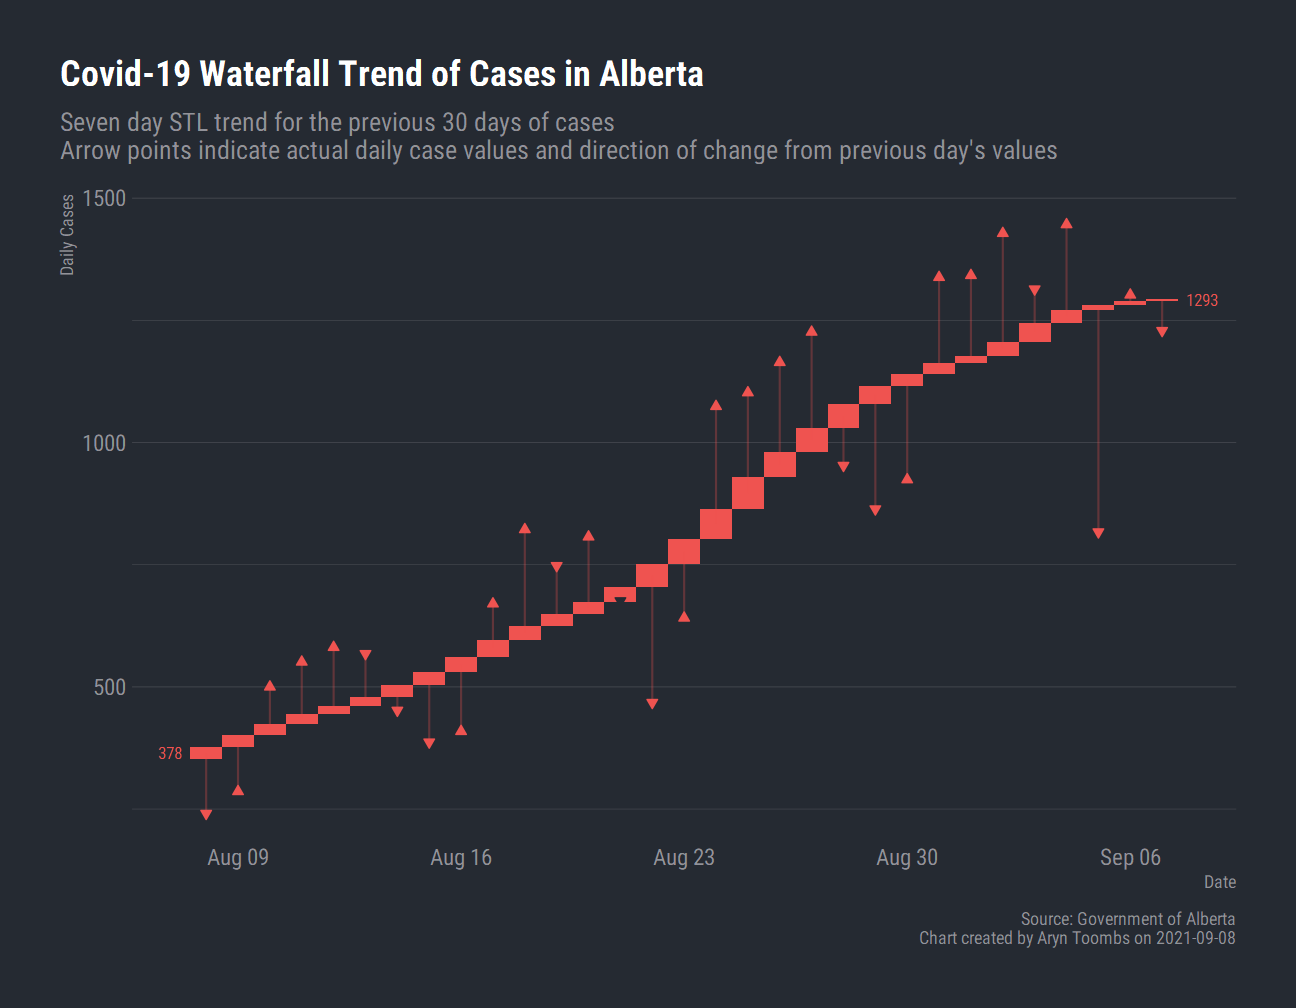 Covid-19 Waterfall Trend of Cases in Alberta
Seven day STL trend for the previous 30 days of cases
Arrow points indicate actual daily case values and direction of change from previous day's values
Daily Cases
1500
1000
500
378
1293
Aug 09
Aug 16
Aug 23
Aug 30
Sep 06
Date
Source: Government of Alberta
Chart created by Aryn Toombs on 2021-09-08